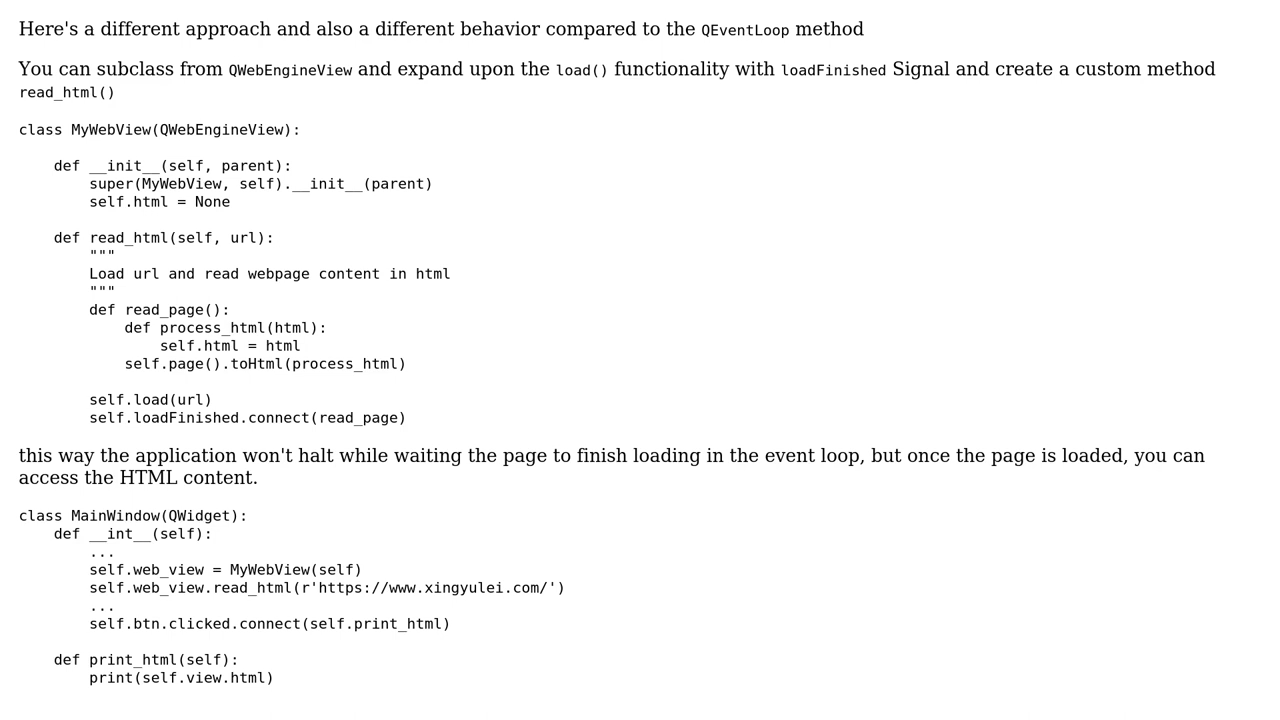 Here's a different approach and also a different behavior compared to the QEventLoop method
You can subclass from QWebEngineView and expand upon the load() functionality with loadFinished Signal and create a custom method
read_html()
class MyWebView(QWebEngineView):
    def __init__(self, parent):
        super(MyWebView, self).__init__(parent)
        self.html = None
    def read_html(self, url):
        """
        Load url and read webpage content in html
        """
        def read_page():
            def process_html(html):
                self.html = html
            self.page().toHtml(process_html)
        self.load(url)
        self.loadFinished.connect(read_page)
this way the application won't halt while waiting the page to finish loading in the event loop, but once the page is loaded, you can
access the HTML content.
class MainWindow(QWidget):
    def __int__(self):
        ...
        self.web_view = MyWebView(self)
        self.web_view.read_html(r'https://www.xingyulei.com/')
        ...
        self.btn.clicked.connect(self.print_html)
    def print_html(self):
        print(self.view.html)